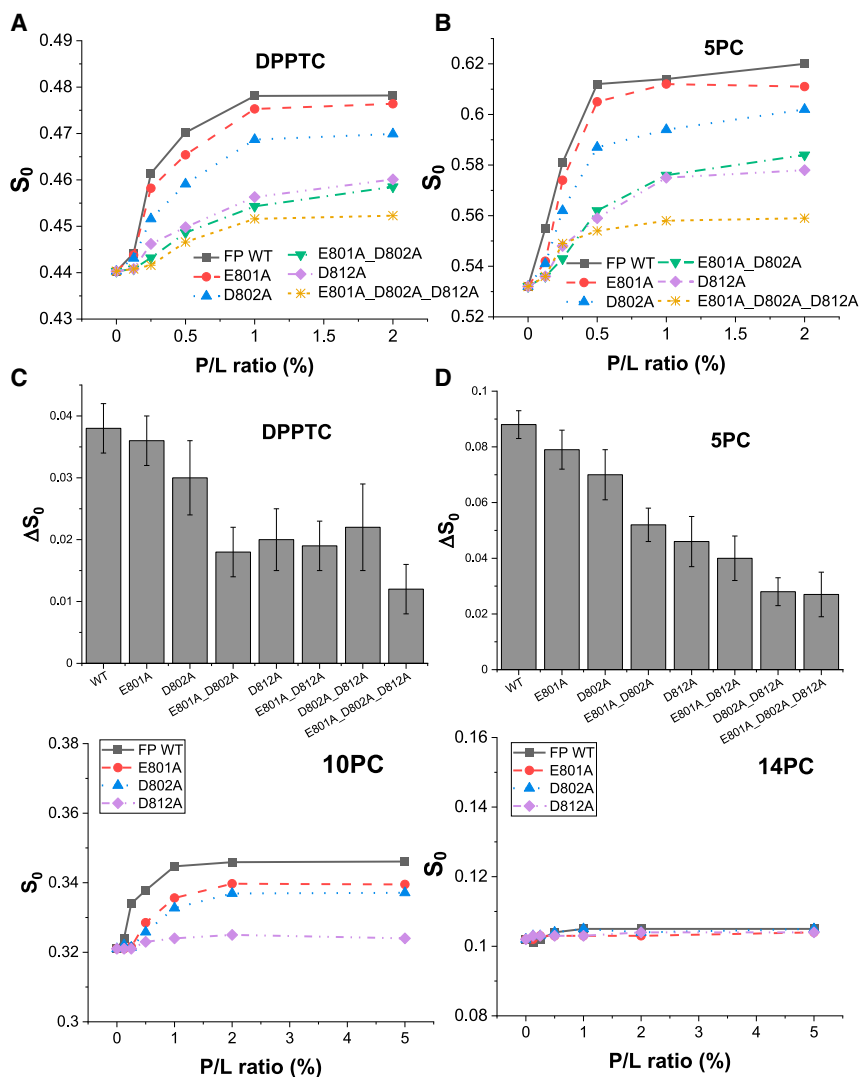 A
DPPTC
S0
0.49
0.48
0.47
0.46
0.45
0.44
0.43
0
0.5
1
1.5
2
P/L ratio (%)
FP WT
E801A
D802A
E801A_D802A
D812A
E801A_D802A_D812A
B
5PC
S0
0.62
0.6
0.58
0.56
0.54
0.52
0
0.5
1
1.5
2
P/L ratio (%)
FP WT
E801A
D802A
E801A_D802A
D812A
E801A_D802A_D812A
C
DPPTC
ΔS0
0.04
0.03
0.02
0.01
0
WT
E801A
D802A
E801A_D802A
D812A
E801A_D812A
D802A_D812A
E801A_D802A_D812A
D
5PC
ΔS0
0.1
0.08
0.06
0.04
0.02
0
WT
E801A
D802A
E801A_D802A
D812A
E801A_D812A
D802A_D812A
E801A_D802A_D812A
10PC
FP WT
E801A
D802A
D812A
S0
0.38
0.36
0.34
0.32
0.3
0
1
2
3
4
5
P/L ratio (%)
14PC
FP WT
E801A
D802A
D812A
S0
0.16
0.14
0.12
0.1
0.08
0
1
2
3
4
5
P/L ratio (%)